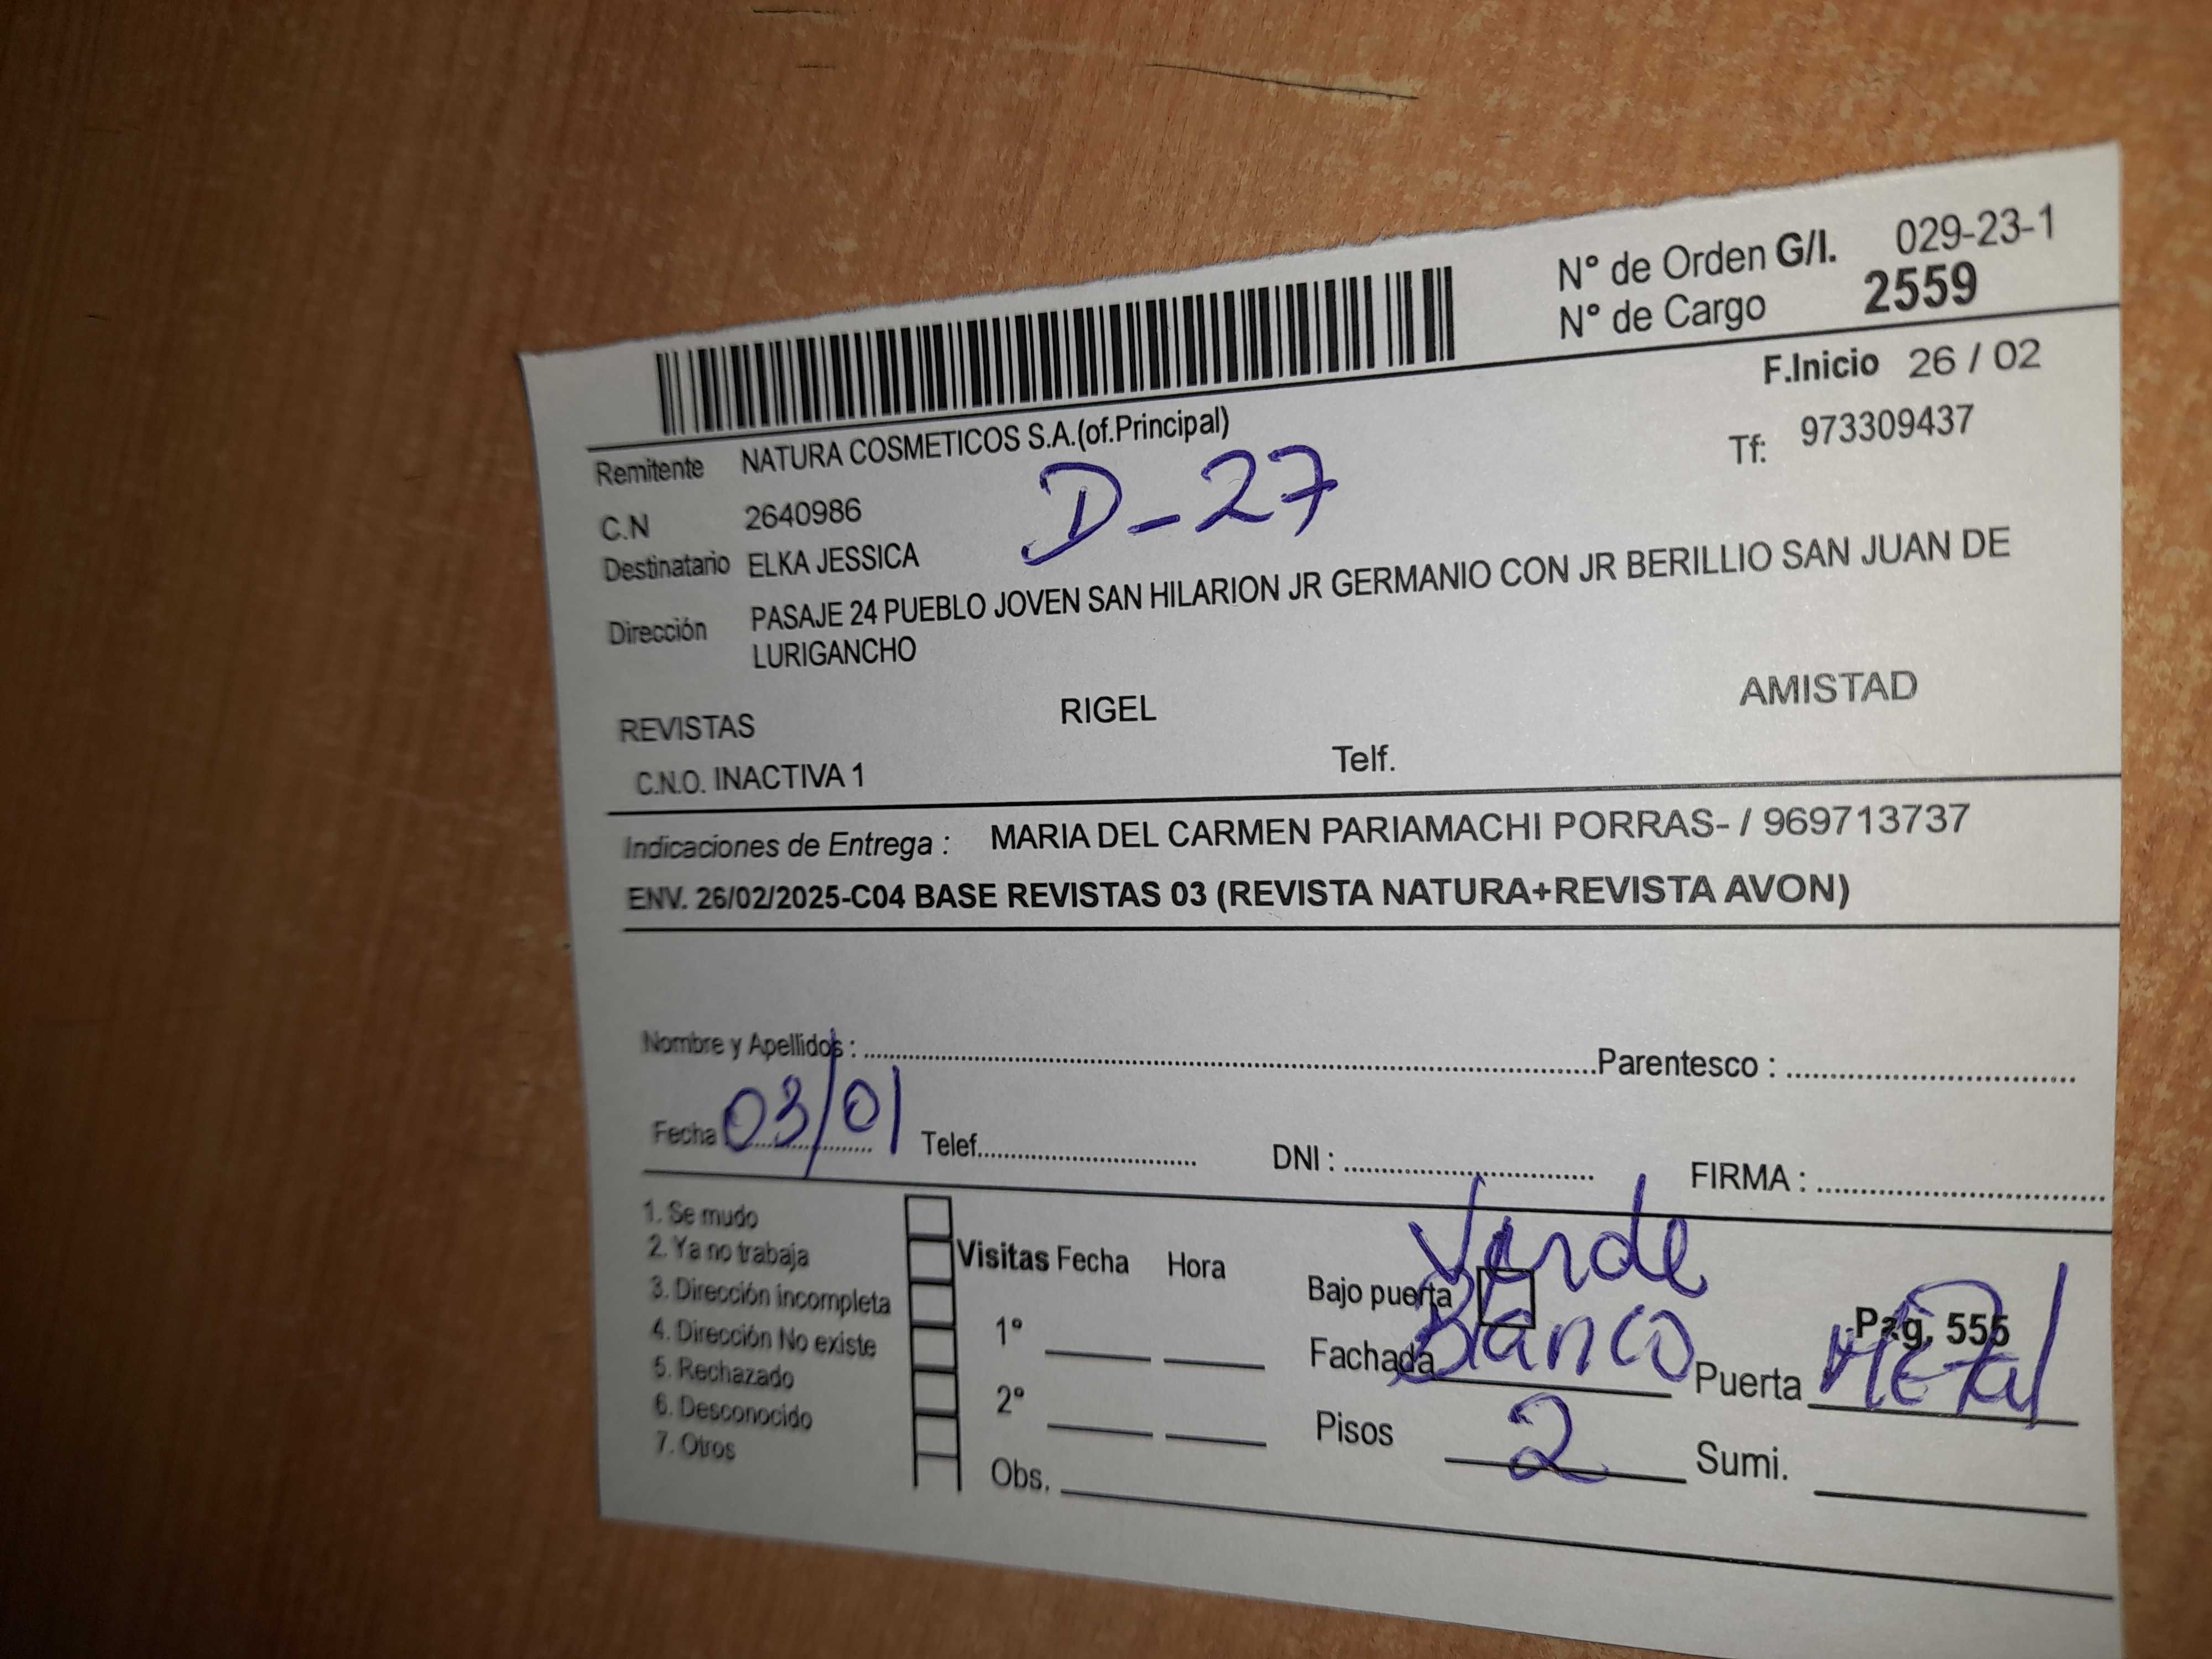 N° de Orden G/I. 029-23-1
N° de Cargo 2559
F.Inicio 26 / 02
Remitente NATURA COSMETICOS S.A.(of.Principal)
Tf: 973309437
C.N 2640986
D-27
Destinatario ELKA JESSICA
Dirección PASAJE 24 PUEBLO JOVEN SAN HILARION JR GERMANIO CON JR BERILLIO SAN JUAN DE
LURIGANCHO
REVISTAS RIGEL AMISTAD
C.N.O. INACTIVA 1 Telf.
Indicaciones de Entrega : MARIA DEL CARMEN PARIAMACHI PORRAS- / 969713737
ENV. 26/02/2025-C04 BASE REVISTAS 03 (REVISTA NATURA+REVISTA AVON)
Nombre y Apellidos : Parentesco :
Fecha 03/01 Telef. DNI : FIRMA :
1. Se mudo
2. Ya no trabaja
3. Dirección incompleta
4. Dirección No existe
5. Rechazado
6. Desconocido
7. Otros
Visitas Fecha Hora
1°
2°
Obs.
Verde
Bajo puerta
Pag. 555
Fachada Blanco Puerta Metal
Pisos 2 Sumi.